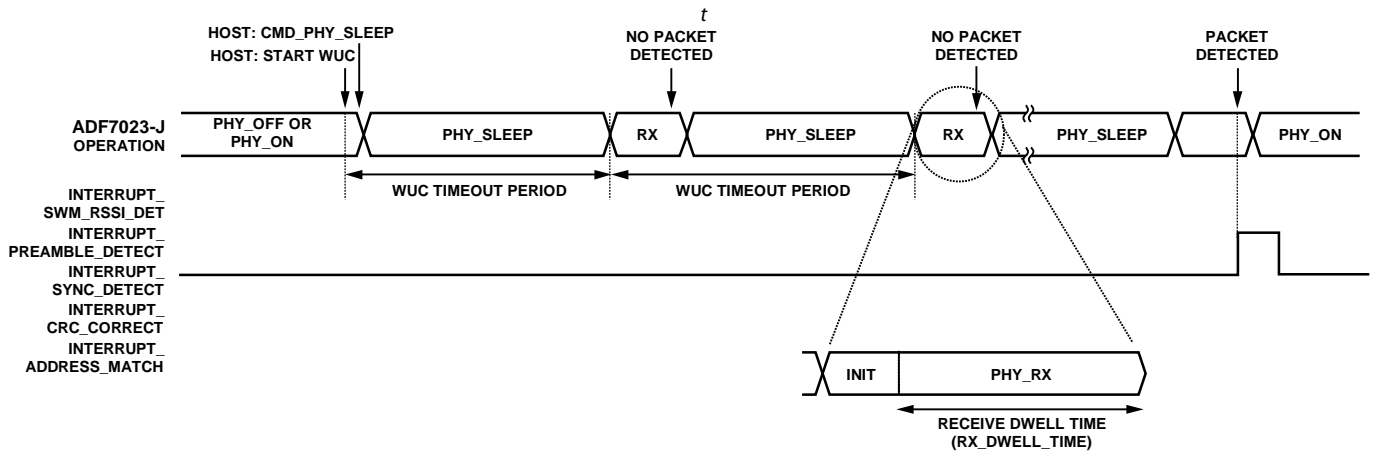 t
HOST: CMD_PHY_SLEEP
HOST: START WUC
NO PACKET
DETECTED
NO PACKET
DETECTED
PACKET
DETECTED
ADF7023-J
OPERATION
PHY_OFF OR
PHY_ON
PHY_SLEEP
RX
PHY_SLEEP
RX
PHY_SLEEP
PHY_ON
WUC TIMEOUT PERIOD
WUC TIMEOUT PERIOD
INTERRUPT_
SWM_RSSI_DET
INTERRUPT_
PREAMBLE_DETECT
INTERRUPT_
SYNC_DETECT
INTERRUPT_
CRC_CORRECT
INTERRUPT_
ADDRESS_MATCH
INIT
PHY_RX
RECEIVE DWELL TIME
(RX_DWELL_TIME)